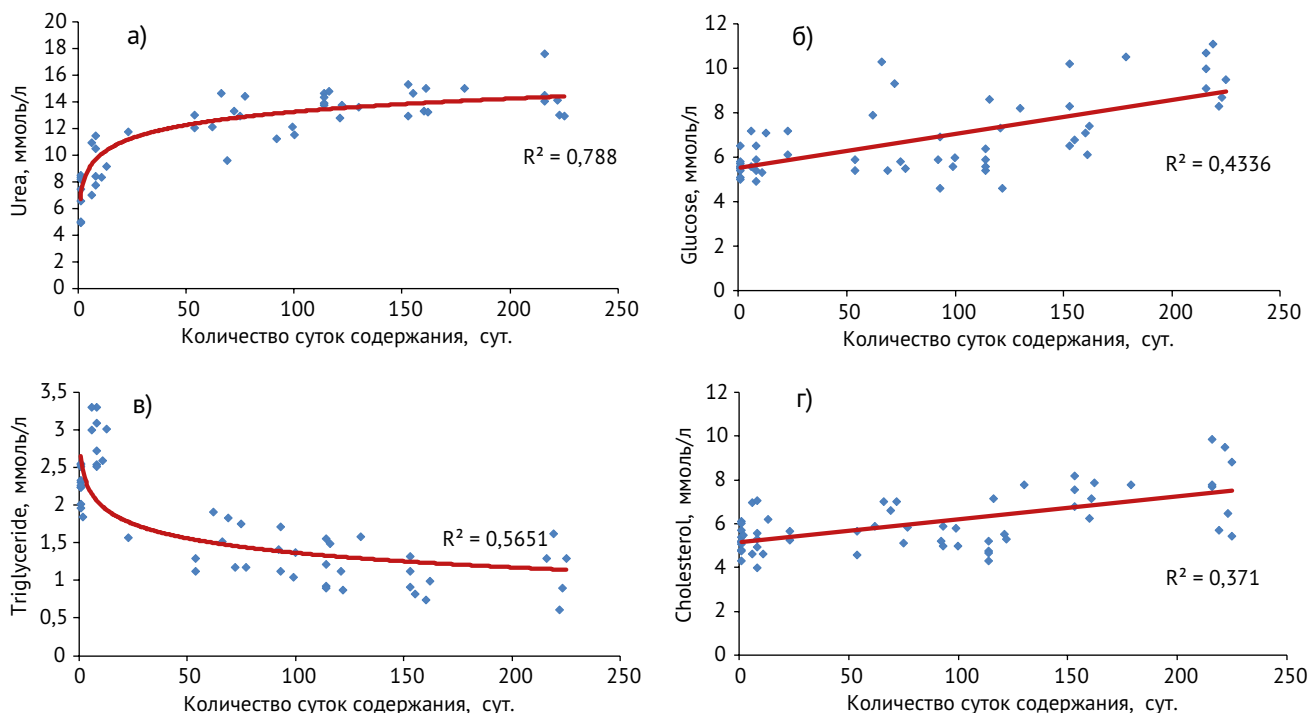 а)
Urea, ммоль/л
20
18
16
14
12
10
8
6
4
2
0
R² = 0,788
0 50 100 150 200 250
Количество суток содержания, сут.
б)
Glucose, ммоль/л
12
10
8
6
4
2
0
R² = 0,4336
0 50 100 150 200 250
Количество суток содержания, сут.
в)
Triglyceride, ммоль/л
3,5
3
2,5
2
1,5
1
0,5
0
R² = 0,5651
0 50 100 150 200 250
Количество суток содержания, сут.
г)
Cholesterol, ммоль/л
12
10
8
6
4
2
0
R² = 0,371
0 50 100 150 200 250
Количество суток содержания, сут.